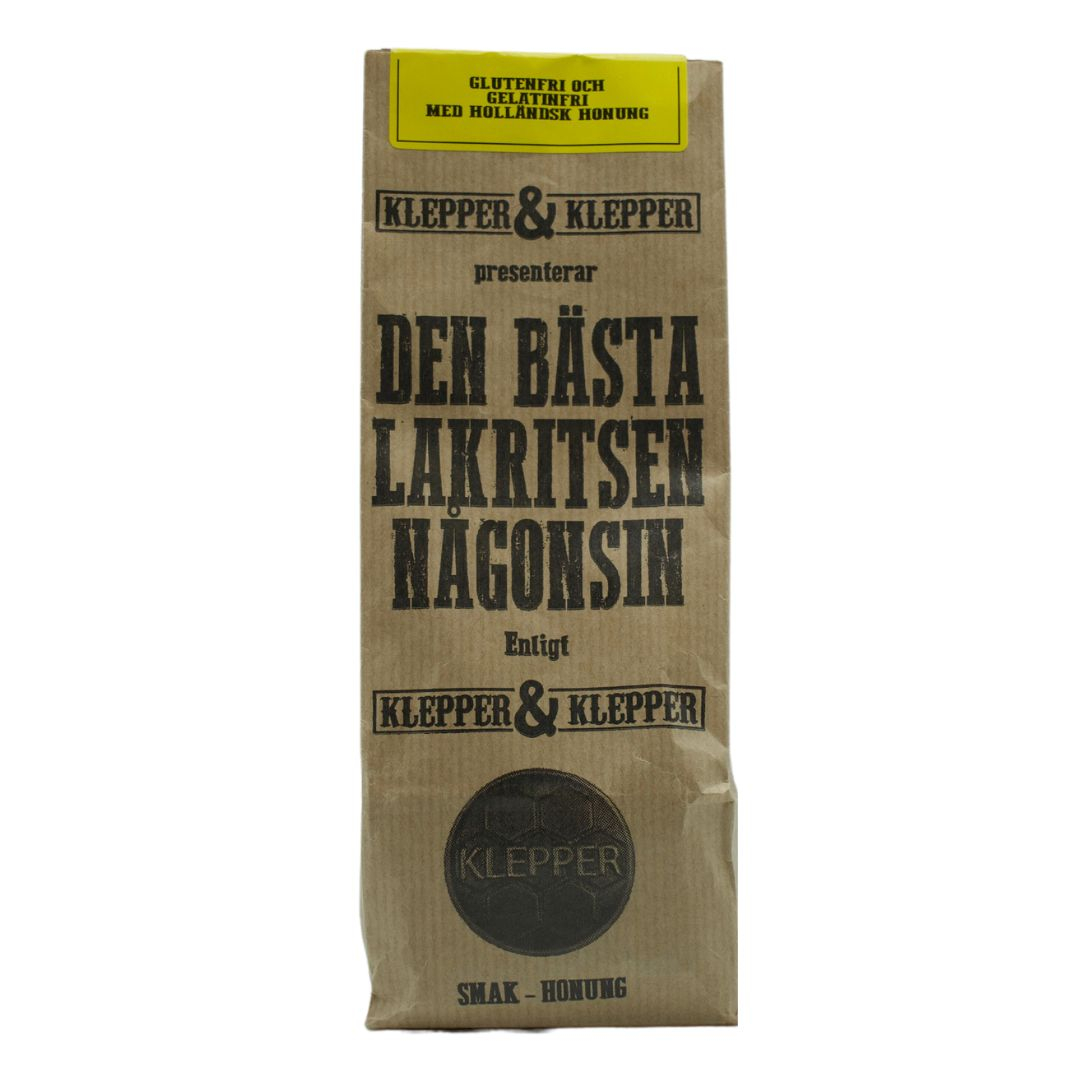 GLUTENFRI OCH
GELATINFRI
MED HOLLÄNDSK HONUNG
KLEPPER & KLEPPER
presenterar
DEN BÄSTA
LAKRITSEN
NÅGONSIN
Enligt
KLEPPER & KLEPPER
KLEPPER
SMAK – HONUNG